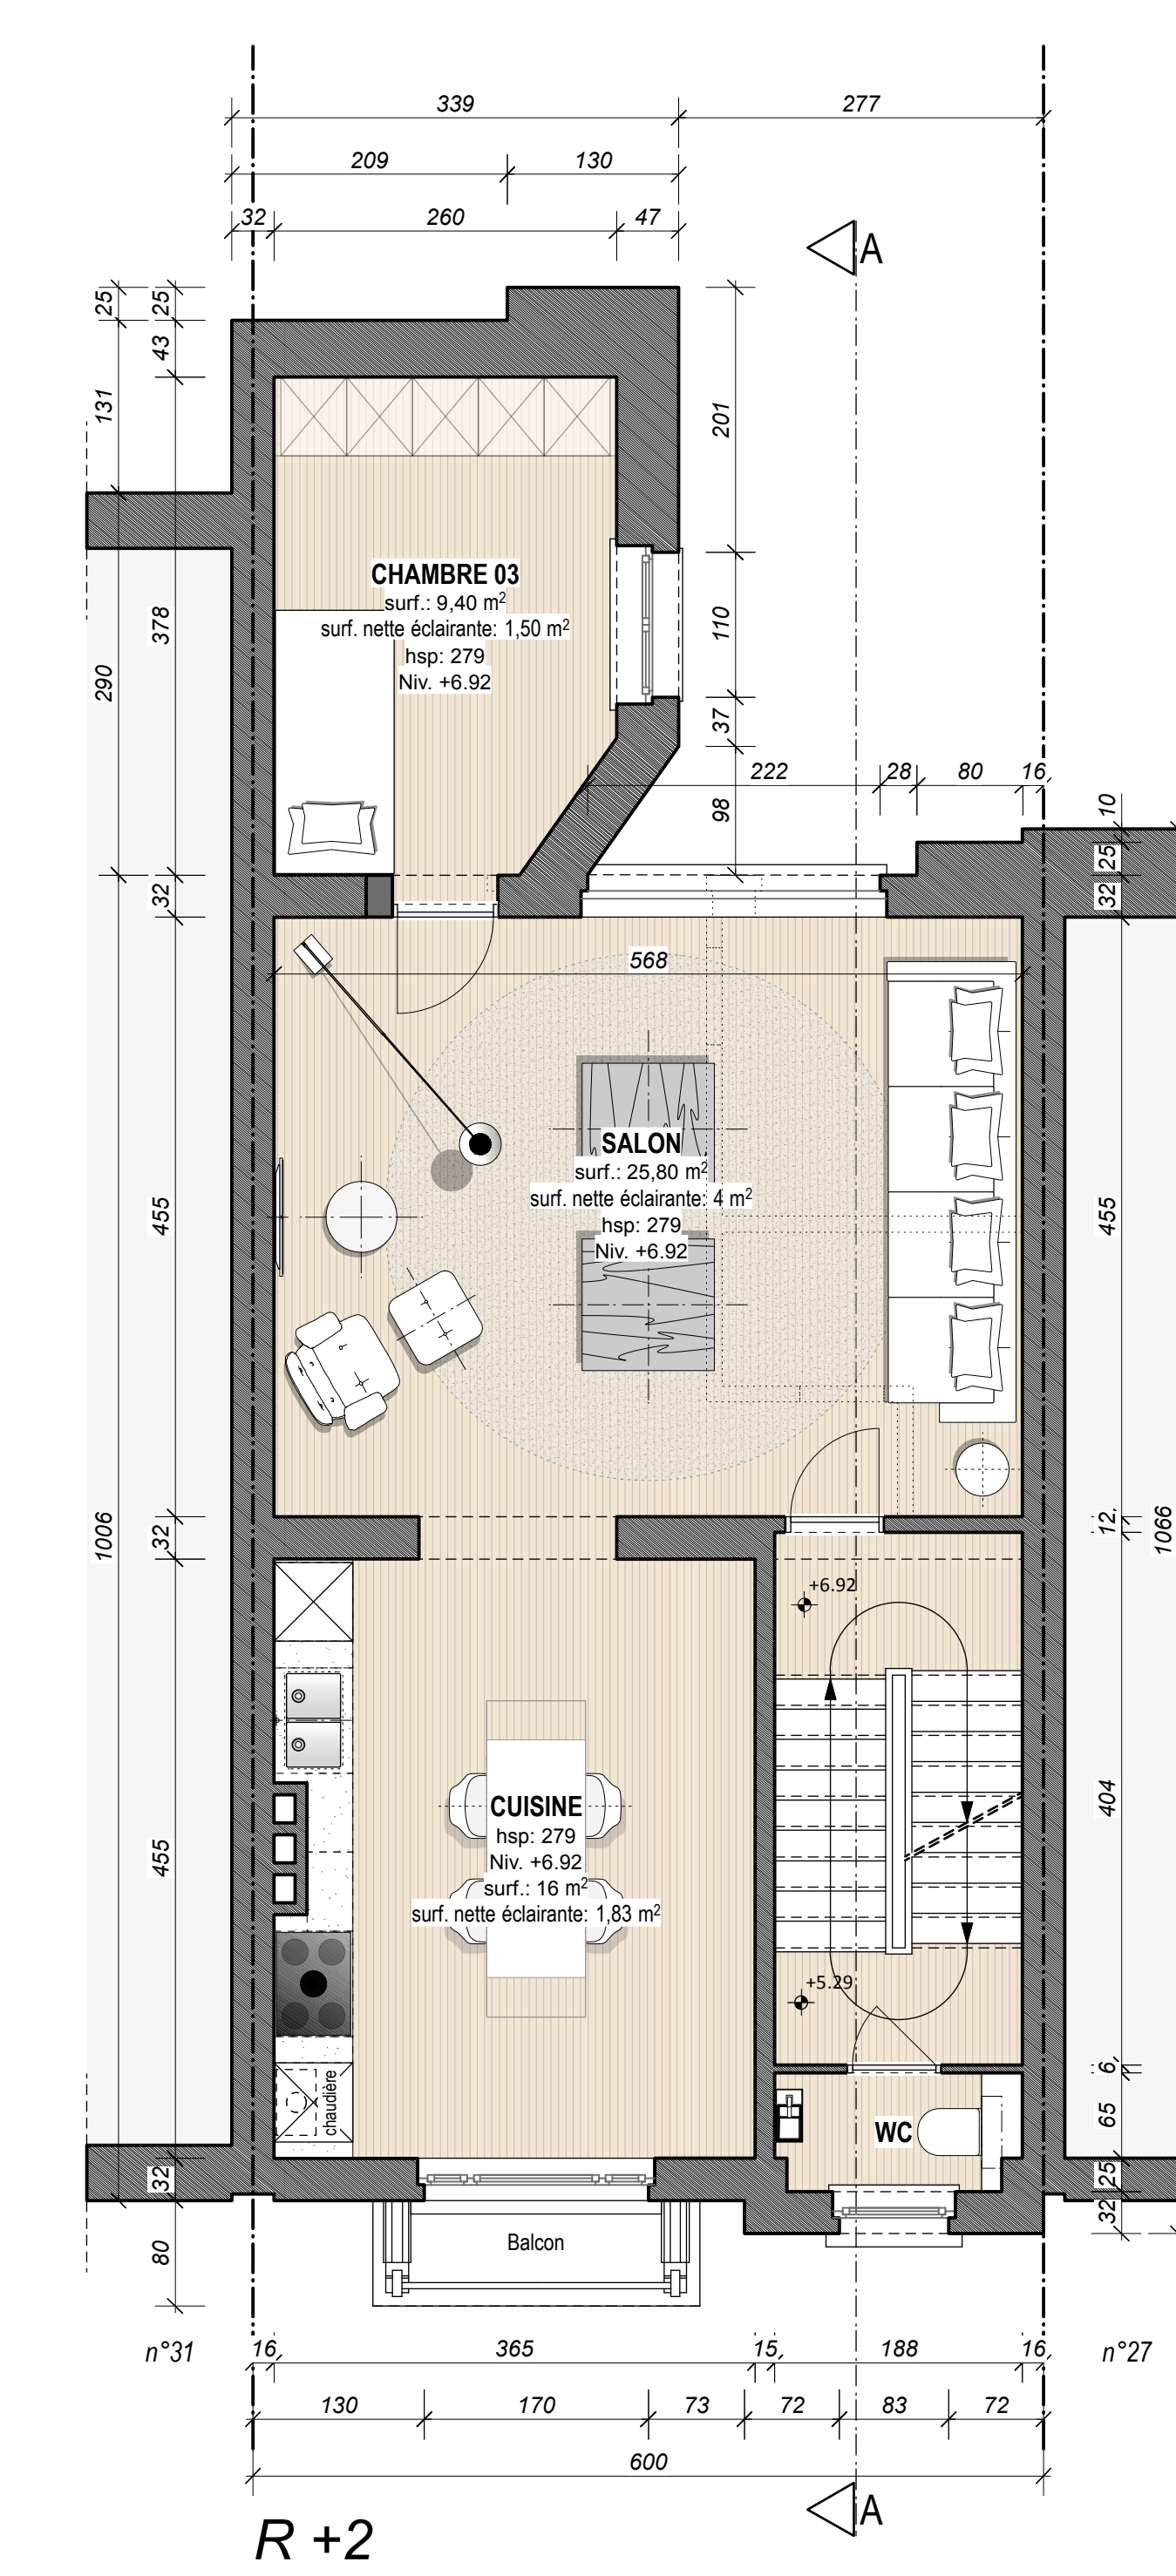 339
277
209
130
32
260
47
A
25
25
43
131
201
CHAMBRE 03
surf.: 9,40 m²
surf. nette éclairante: 1,50 m²
hsp: 279
Niv. +6.92
378
110
290
37
222
28
80
16
98
10
25
32
32
568
SALON
surf.: 25,80 m²
surf. nette éclairante: 4 m²
hsp: 279
Niv. +6.92
455
455
1006
32
12
1066
+6.92
CUISINE
hsp: 279
Niv. +6.92
surf.: 16 m²
surf. nette éclairante: 1,83 m²
455
404
+5.29
chaudière
6
65
WC
32
25
32
80
Balcon
n°31
16
365
15
188
16
n°27
130
170
73
72
83
72
600
A
R +2